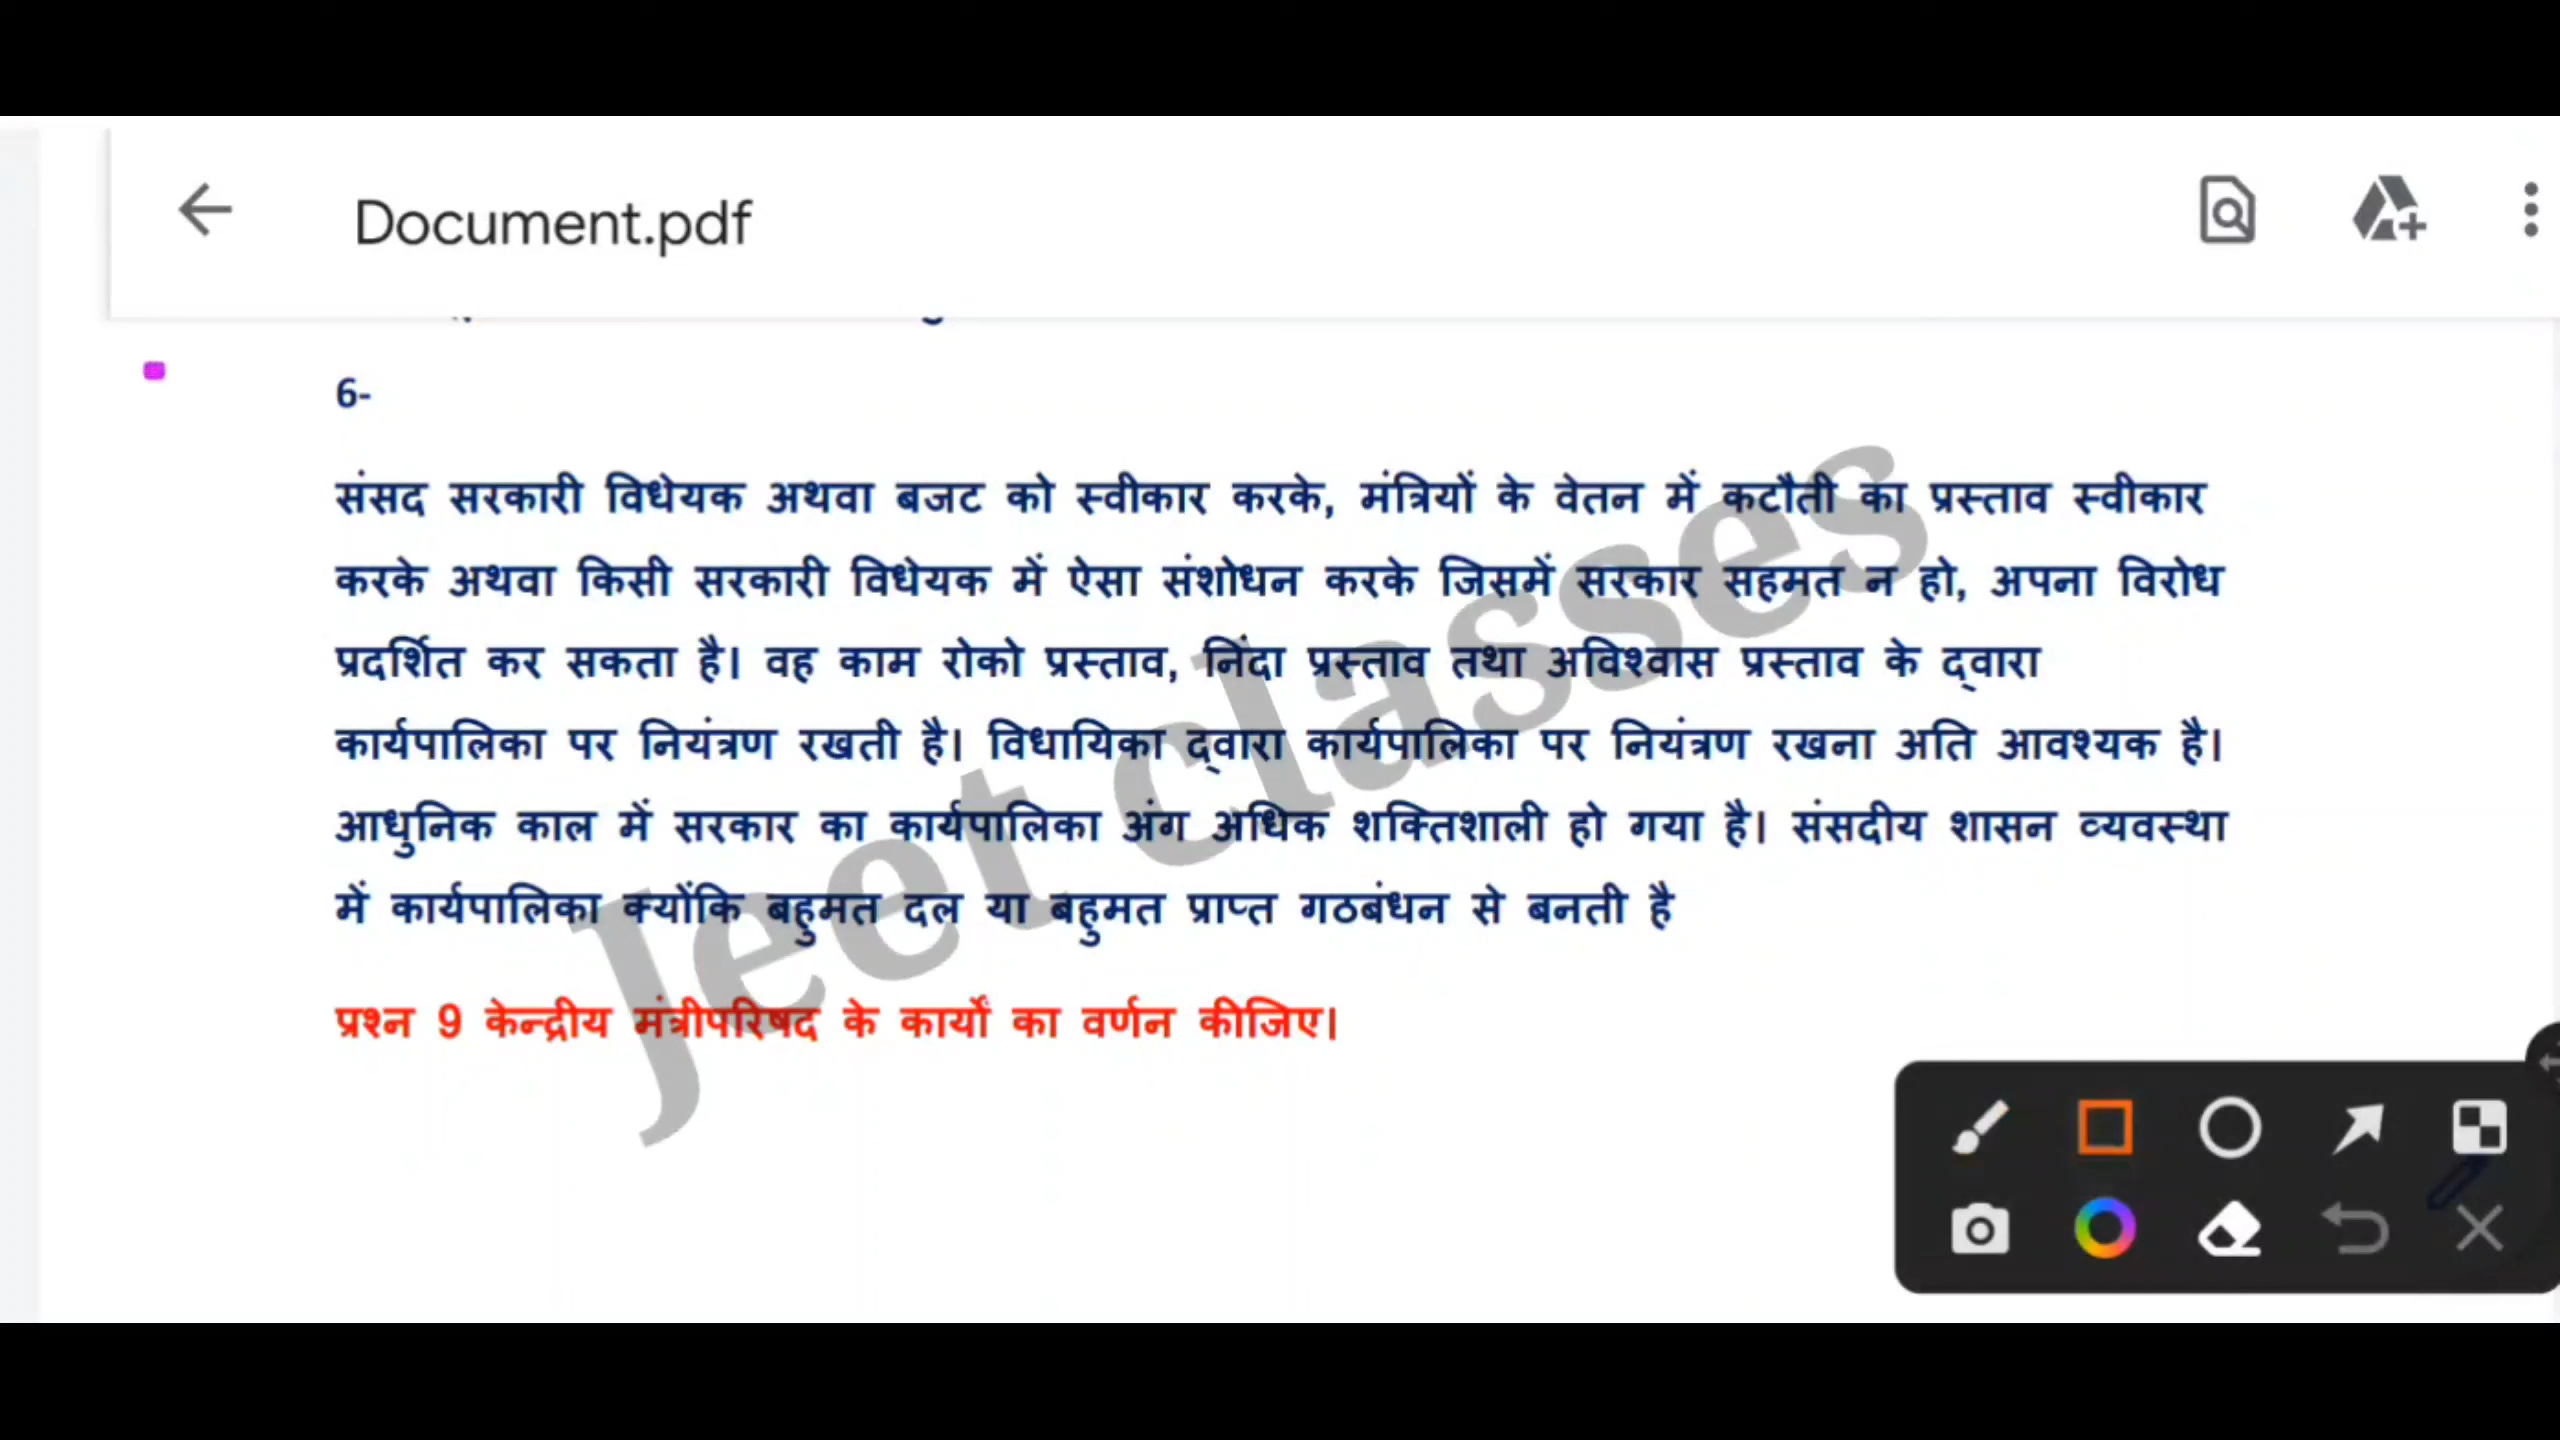 Document.pdf
6-
संसद सरकारी विधेयक अथवा बजट को स्वीकार करके, मंत्रियों के वेतन में कटौती का प्रस्ताव स्वीकार
करके अथवा किसी सरकारी विधेयक में ऐसा संशोधन करके जिसमें सरकार सहमत न हो, अपना विरोध
प्रदर्शित कर सकता है। वह काम रोको प्रस्ताव, निंदा प्रस्ताव तथा अविश्वास प्रस्ताव के द्वारा
कार्यपालिका पर नियंत्रण रखती है। विधायिका द्वारा कार्यपालिका पर नियंत्रण रखना अति आवश्यक है।
आधुनिक काल में सरकार का कार्यपालिका अंग अधिक शक्तिशाली हो गया है। संसदीय शासन व्यवस्था
में कार्यपालिका क्योंकि बहुमत दल या बहुमत प्राप्त गठबंधन से बनती है
प्रश्न 9 केन्द्रीय मंत्रीपरिषद के कार्यों का वर्णन कीजिए।
Jeet classes